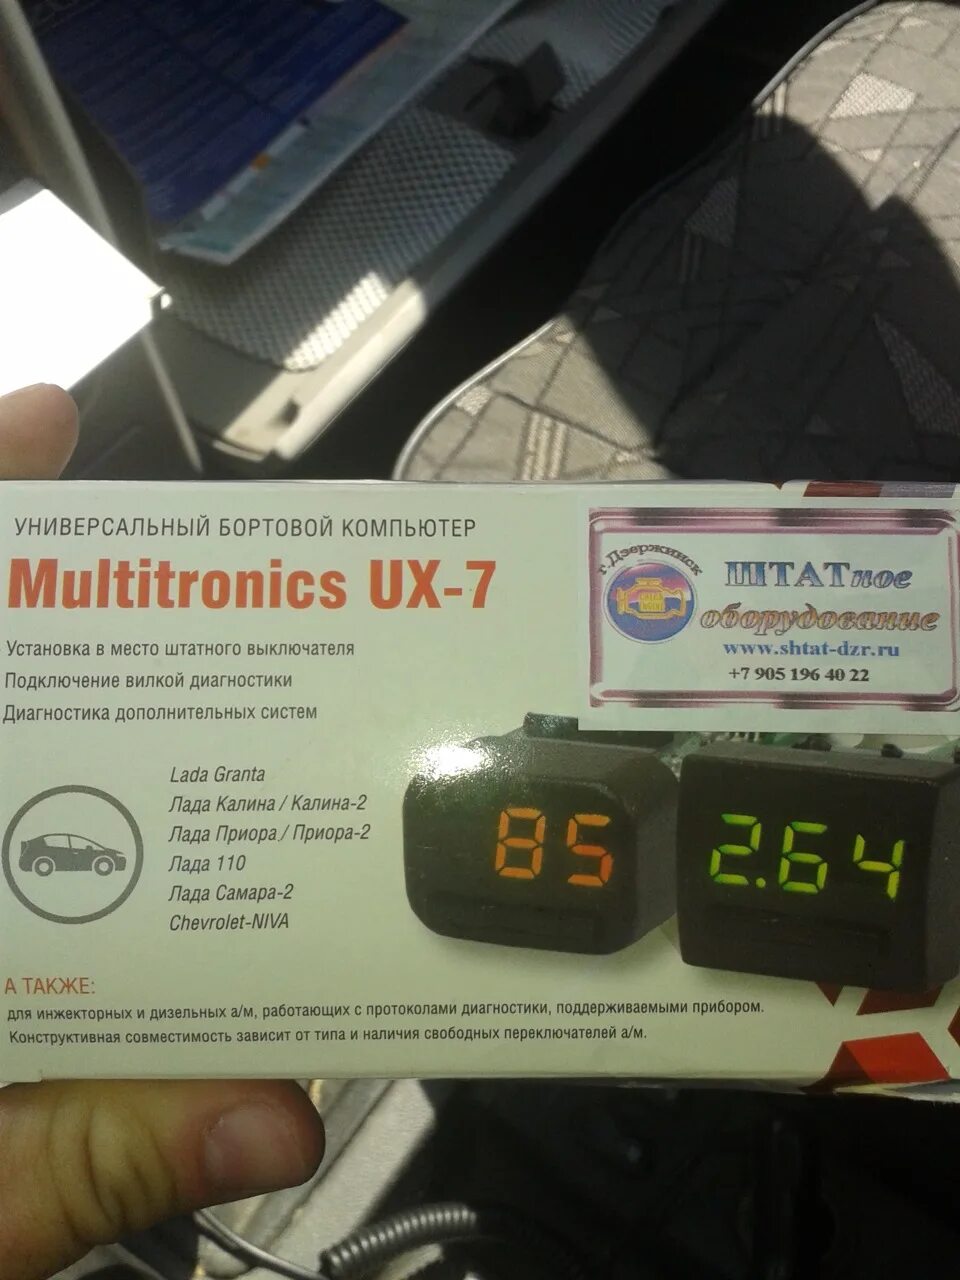 УНИВЕРСАЛЬНЫЙ БОРТОВОЙ КОМПЬЮТЕР
Multitronics UX-7
Установка в место штатного выключателя
Подключение вилкой диагностики
Диагностика дополнительных систем
г.Дзержинск
ШТАТное
оборудование
www.shtat-dzr.ru
+7 905 196 40 22
Lada Granta
Лада Калина / Калина-2
Лада Приора / Приора-2
Лада 110
Лада Самара-2
Chevrolet-NIVA
85
2.64
А ТАКЖЕ:
для инжекторных и дизельных а/м, работающих с протоколами диагностики, поддерживаемыми прибором.
Конструктивная совместимость зависит от типа и наличия свободных переключателей а/м.